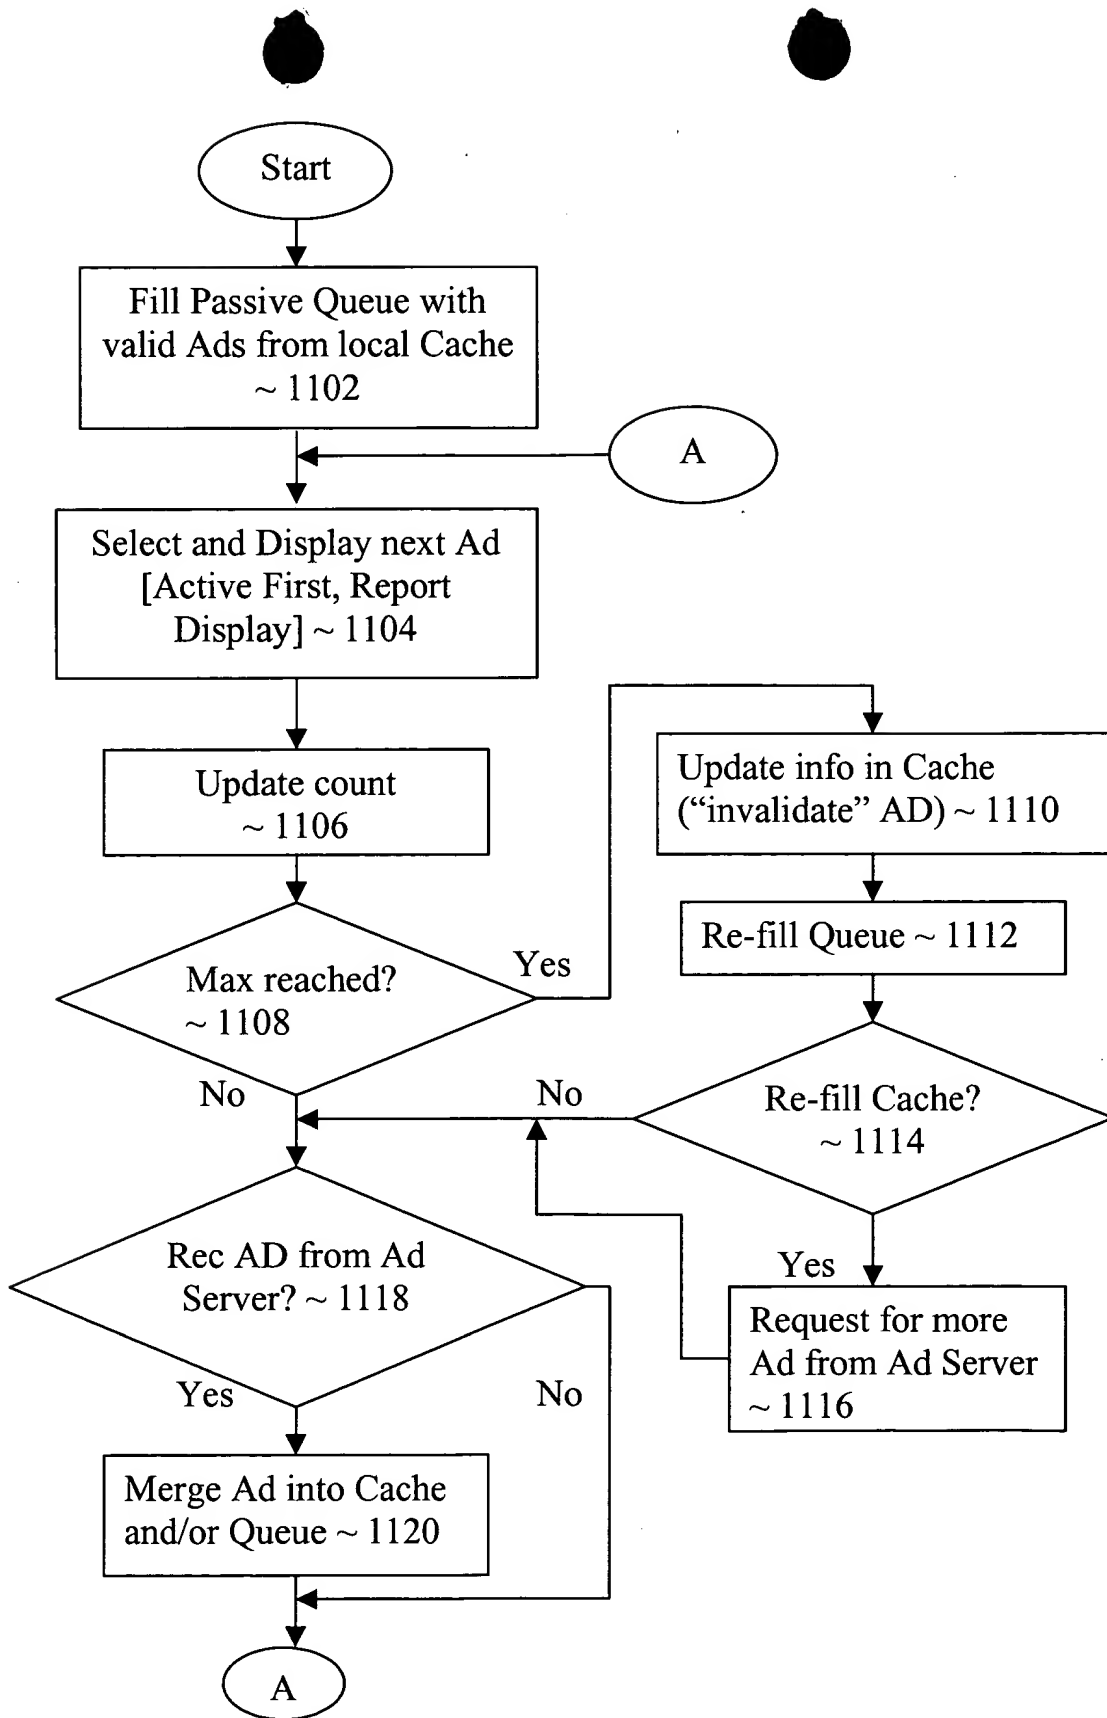 Start
Fill Passive Queue with
valid Ads from local Cache
~ 1102
A
Select and Display next Ad
[Active First, Report
Display] ~ 1104
Update count
~ 1106
Update info in Cache
(“invalidate” AD) ~ 1110
Re-fill Queue ~ 1112
Max reached?
~ 1108
Yes
No
Re-fill Cache?
~ 1114
No
Yes
Request for more
Ad from Ad Server
~ 1116
Rec AD from Ad
Server? ~ 1118
Yes
No
Merge Ad into Cache
and/or Queue ~ 1120
A